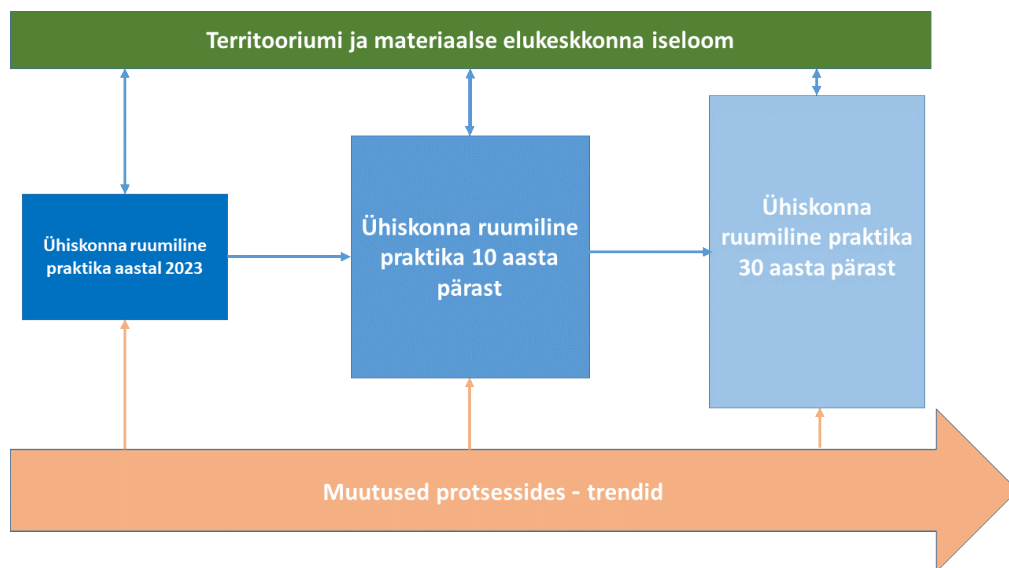 Territooriumi ja materiaalse elukeskkonna iseloom
Ühiskonna ruumiline
praktika aastal 2023
Ühiskonna ruumiline
praktika 10 aasta
pärast
Ühiskonna
ruumiline praktika
30 aasta pärast
Muutused protsessides - trendid